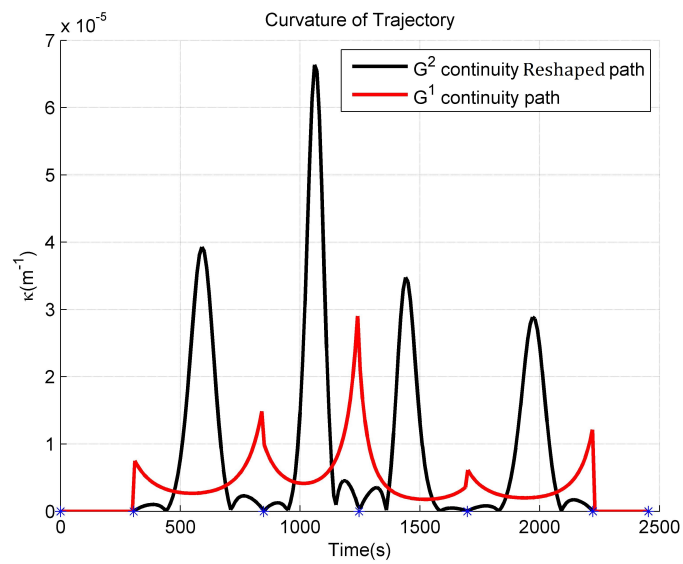 Curvature of Trajectory
x 10^-5
G^2 continuity Reshaped path
G^1 continuity path
7
6
5
4
3
2
1
0
κ(m^-1)
0 500 1000 1500 2000 2500
Time(s)